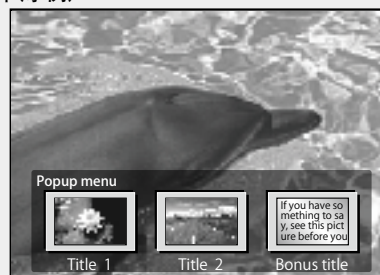 Popup menu
If you have so
mething to sa
y, see this pict
ure before you
Title 1
Title 2
Bonus title